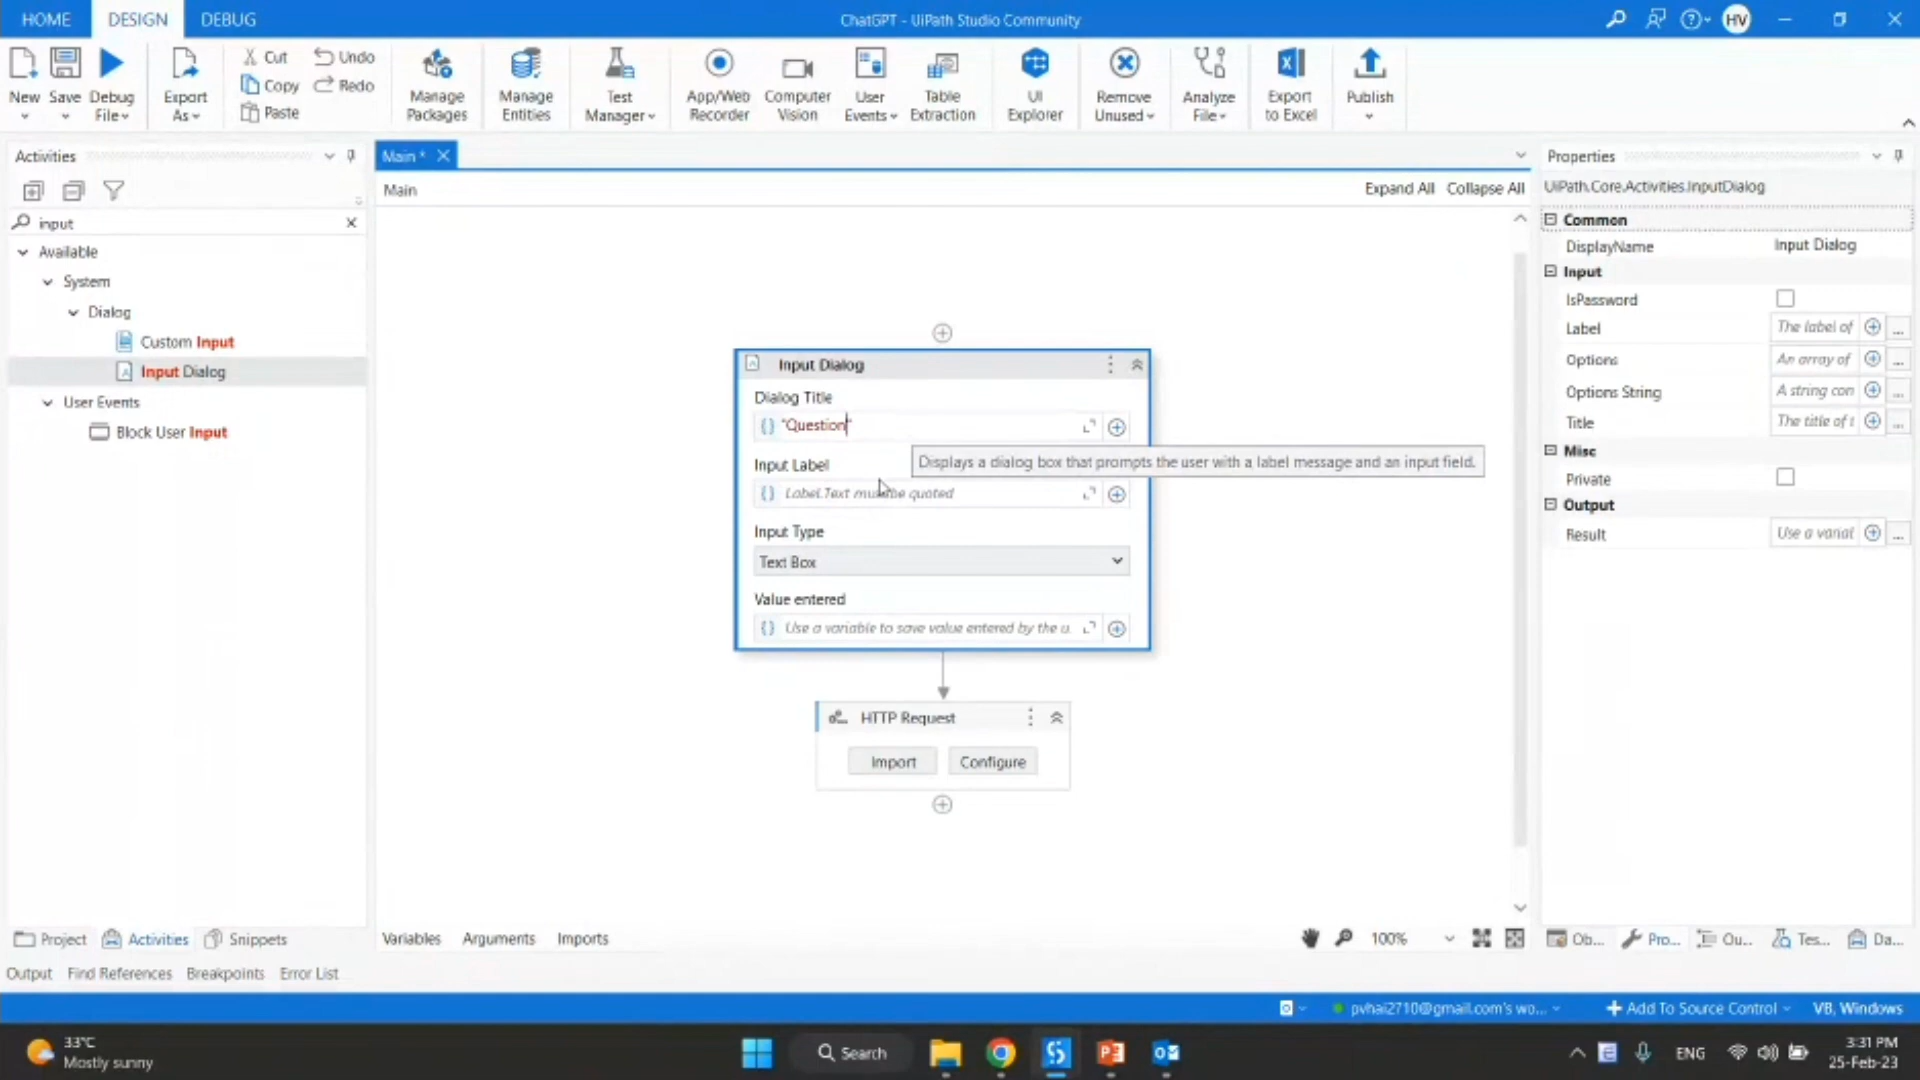 HOME DESIGN DEBUG ChatGPT - UiPath Studio Community HV
New Save Debug File Export As Cut Copy Paste Undo Redo Manage Packages Manage Entities Test Manager App/Web Recorder Computer Vision User Events Table Extraction UI Explorer Remove Unused Analyze File Export to Excel Publish
Activities
input
Available
System
Dialog
Custom Input
Input Dialog
User Events
Block User Input
Main *
Main Expand All Collapse All
Input Dialog
Dialog Title
"Question"
Displays a dialog box that prompts the user with a label message and an input field.
Input Label
Label.Text must be quoted
Input Type
Text Box
Value entered
Use a variable to save value entered by the u.
HTTP Request
Import Configure
Properties
UiPath.Core.Activities.InputDialog
Common
DisplayName Input Dialog
Input
IsPassword
Label The label of ...
Options An array of ...
Options String A string con ...
Title The title of t ...
Misc
Private
Output
Result Use a variat ...
Project Activities Snippets Variables Arguments Imports 100% Ob... Pro... Ou... Tes... Da...
Output Find References Breakpoints Error List
pvhai2710@gmail.com's wo... Add To Source Control VB, Windows
33°C
Mostly sunny
Search
ENG
3:31 PM
25-Feb-23